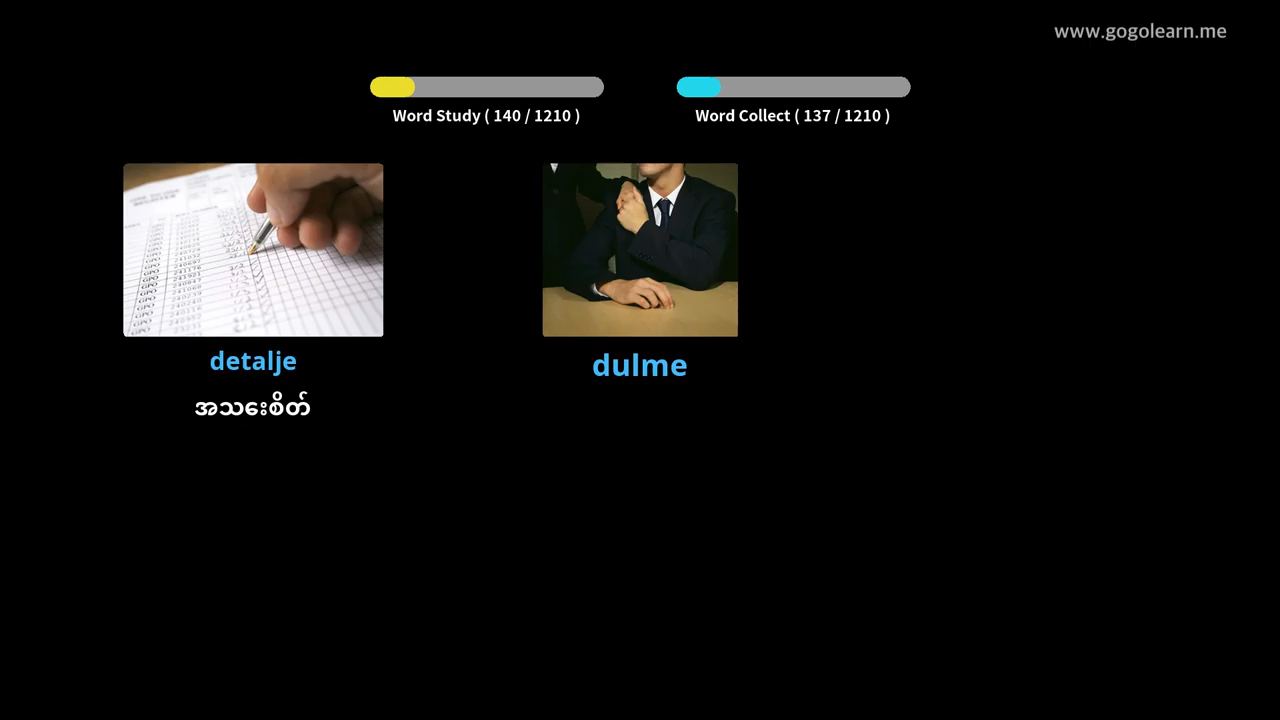 www.gogolearn.me
Word Study ( 140 / 1210 )
Word Collect ( 137 / 1210 )
detalje
dulme
အသေးစိတ်